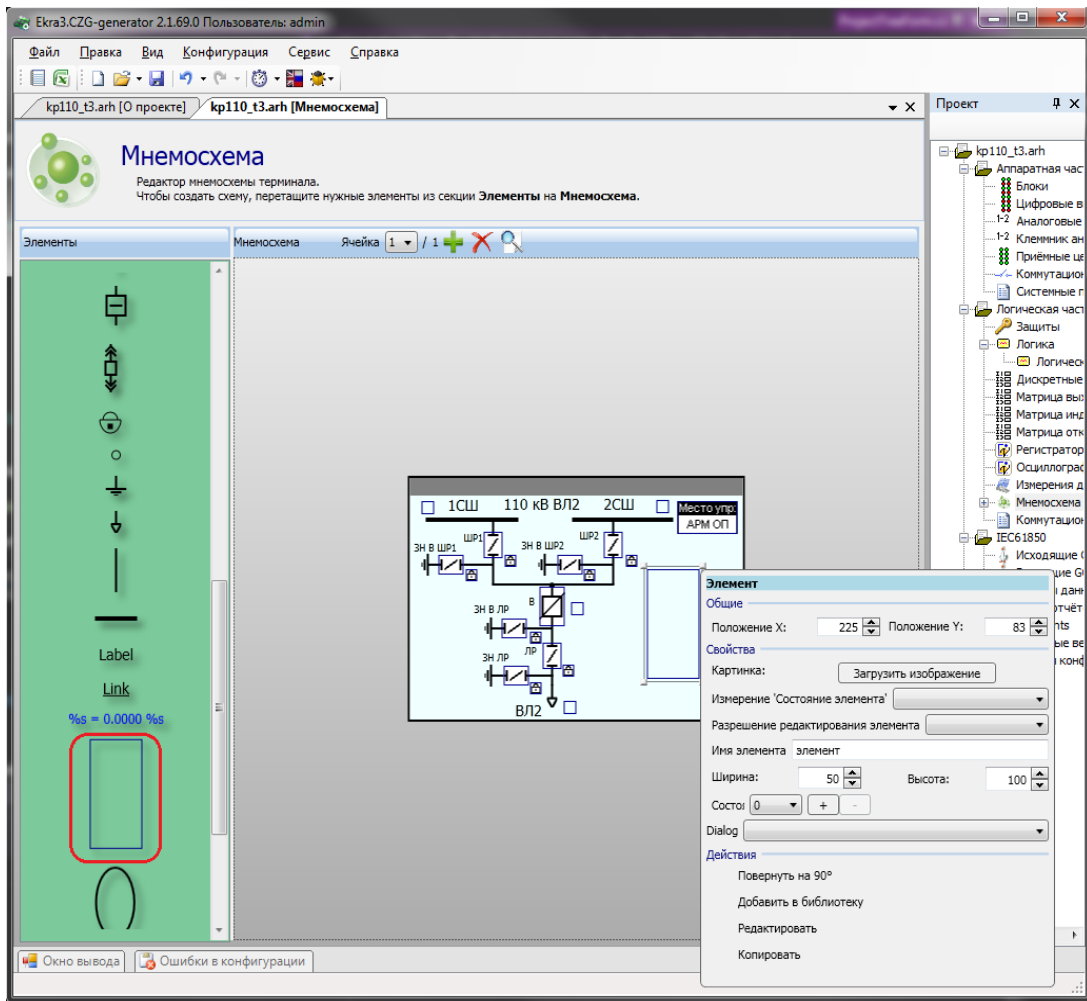 Ekra3.CZG-generator 2.1.69.0 Пользователь: admin
Файл Правка Вид Конфигурация Сервис Справка
kp110_t3.arh [О проекте] kp110_t3.arh [Мнемосхема]
Мнемосхема
Редактор мнемосхемы терминала.
Чтобы создать схему, перетащите нужные элементы из секции Элементы на Мнемосхема.
Элементы
Label
Link
%s = 0.0000 %s
Мнемосхема Ячейка 1 / 1
1СШ 110 кВ ВЛ2 2СШ
Место упр:
АРМ ОП
ШР1 ШР2
ЗН В ШР1 ЗН В ШР2
В
ЗН В ЛР
ЗН ЛР ЛР
ВЛ2
Элемент
Общие
Положение X: 225 Положение Y: 83
Свойства
Картинка: Загрузить изображение
Измерение 'Состояние элемента'
Разрешение редактирования элемента
Имя элемента элемент
Ширина: 50 Высота: 100
Состоя 0 + -
Dialog
Действия
Повернуть на 90°
Добавить в библиотеку
Редактировать
Копировать
Проект
kp110_t3.arh
Аппаратная час
Блоки
Цифровые в
1-2 Аналоговые
1-2 Клеммник ан
Приёмные це
Коммутацион
Системные п
Логическая част
Защиты
Логика
Логическ
Дискретные
Матрица вых
Матрица инд
Матрица отк
Регистратор
Осциллограс
Измерения д
Мнемосхема
Коммутацион
IEC61850
Исходящие
Окно вывода Ошибки в конфигурации